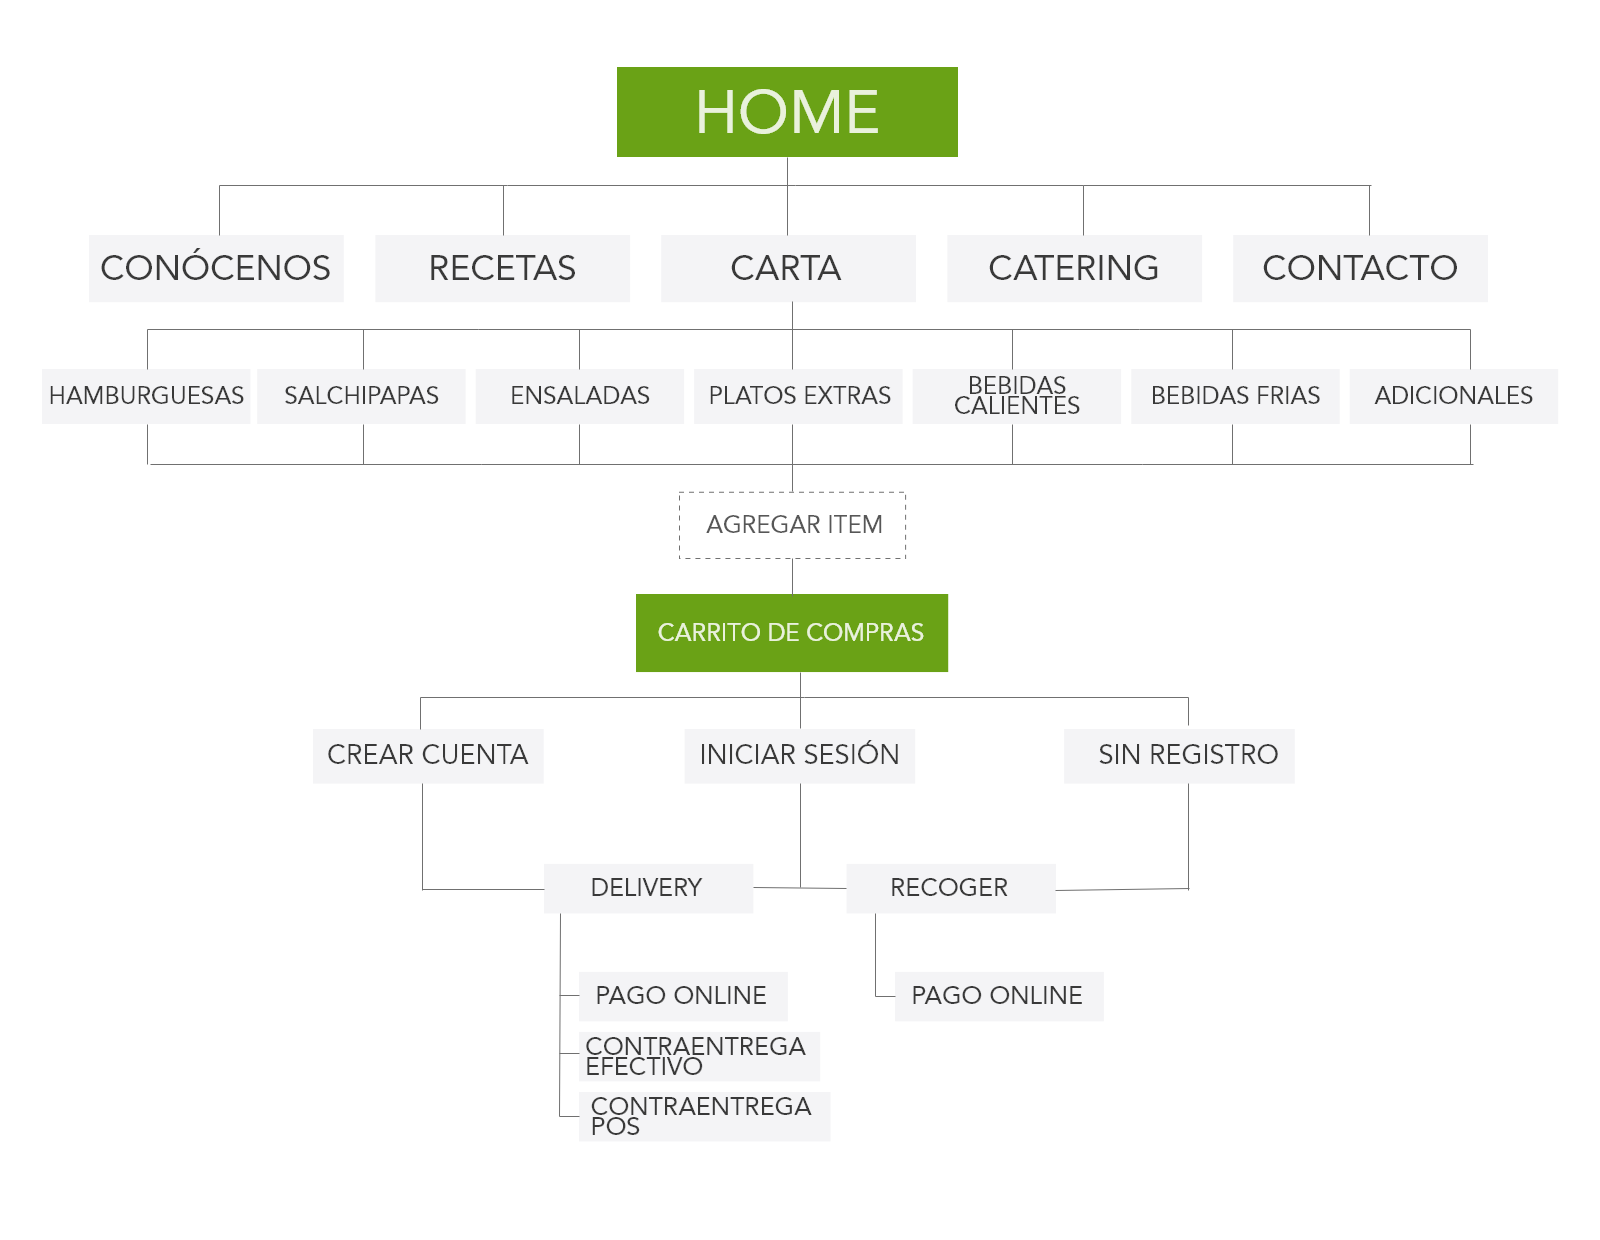 HOME
CONÓCENOS
RECETAS
CARTA
CATERING
CONTACTO
HAMBURGUESAS
SALCHIPAPAS
ENSALADAS
PLATOS EXTRAS
BEBIDAS
CALIENTES
BEBIDAS FRIAS
ADICIONALES
AGREGAR ITEM
CARRITO DE COMPRAS
CREAR CUENTA
INICIAR SESIÓN
SIN REGISTRO
DELIVERY
RECOGER
PAGO ONLINE
PAGO ONLINE
CONTRAENTREGA
EFECTIVO
CONTRAENTREGA
POS